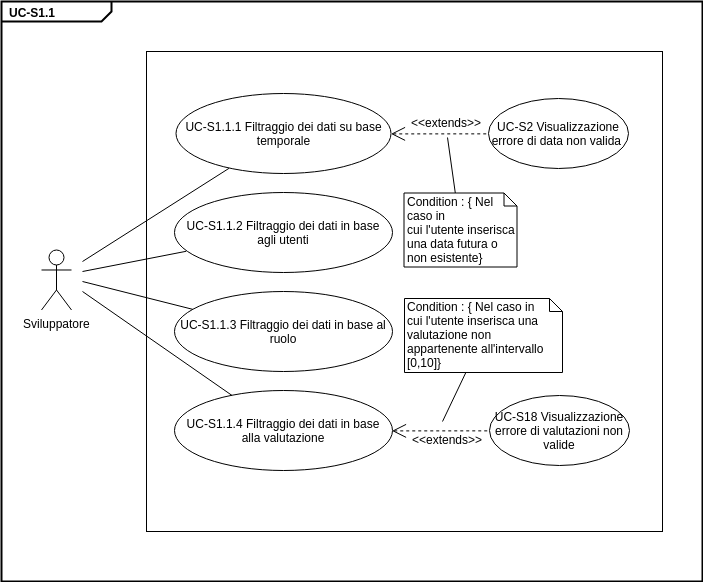 UC-S1.1
UC-S1.1.1 Filtraggio dei dati su base
temporale
<<extends>>
UC-S2 Visualizzazione
errore di data non valida
UC-S1.1.2 Filtraggio dei dati in base
agli utenti
Condition : { Nel
caso in
cui l'utente inserisca
una data futura o
non esistente}
Sviluppatore
UC-S1.1.3 Filtraggio dei dati in base al
ruolo
Condition : { Nel caso in
cui l'utente inserisca una
valutazione non
appartenente all'intervallo
[0,10]}
UC-S1.1.4 Filtraggio dei dati in base
alla valutazione
<<extends>>
UC-S18 Visualizzazione
errore di valutazioni non
valide